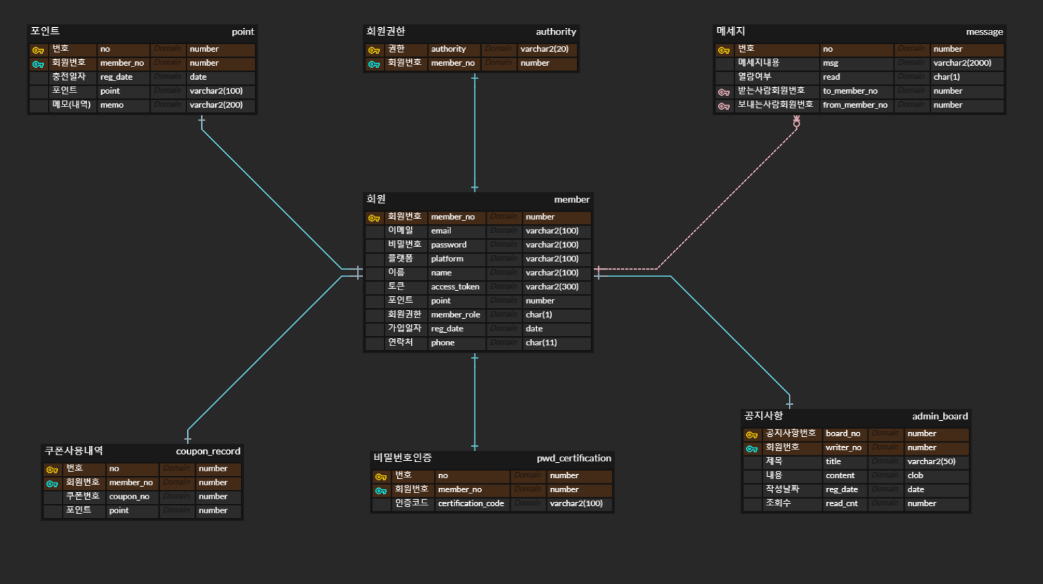 포인트 point
번호 no Domain number
회원번호 member_no Domain number
충전일자 reg_date Domain date
포인트 point Domain varchar2(100)
메모(내역) memo Domain varchar2(200)
회원권한 authority
권한 authority Domain varchar2(20)
회원번호 member_no Domain number
메세지 message
번호 no Domain number
메세지내용 msg Domain varchar2(2000)
열람여부 read Domain char(1)
받는사람회원번호 to_member_no Domain number
보내는사람회원번호 from_member_no Domain number
회원 member
회원번호 member_no Domain number
이메일 email Domain varchar2(100)
비밀번호 password Domain varchar2(100)
플랫폼 platform Domain varchar2(100)
이름 name Domain varchar2(100)
토큰 access_token Domain varchar2(300)
포인트 point Domain number
회원권한 member_role Domain char(1)
가입일자 reg_date Domain date
연락처 phone Domain char(11)
쿠폰사용내역 coupon_record
번호 no Domain number
회원번호 member_no Domain number
쿠폰번호 coupon_no Domain number
포인트 point Domain number
비밀번호인증 pwd_certification
번호 no Domain number
회원번호 member_no Domain number
인증코드 certification_code Domain varchar2(100)
공지사항 admin_board
공지사항번호 board_no Domain number
회원번호 writer_no Domain number
제목 title Domain varchar2(50)
내용 content Domain clob
작성날짜 reg_date Domain date
조회수 read_cnt Domain number